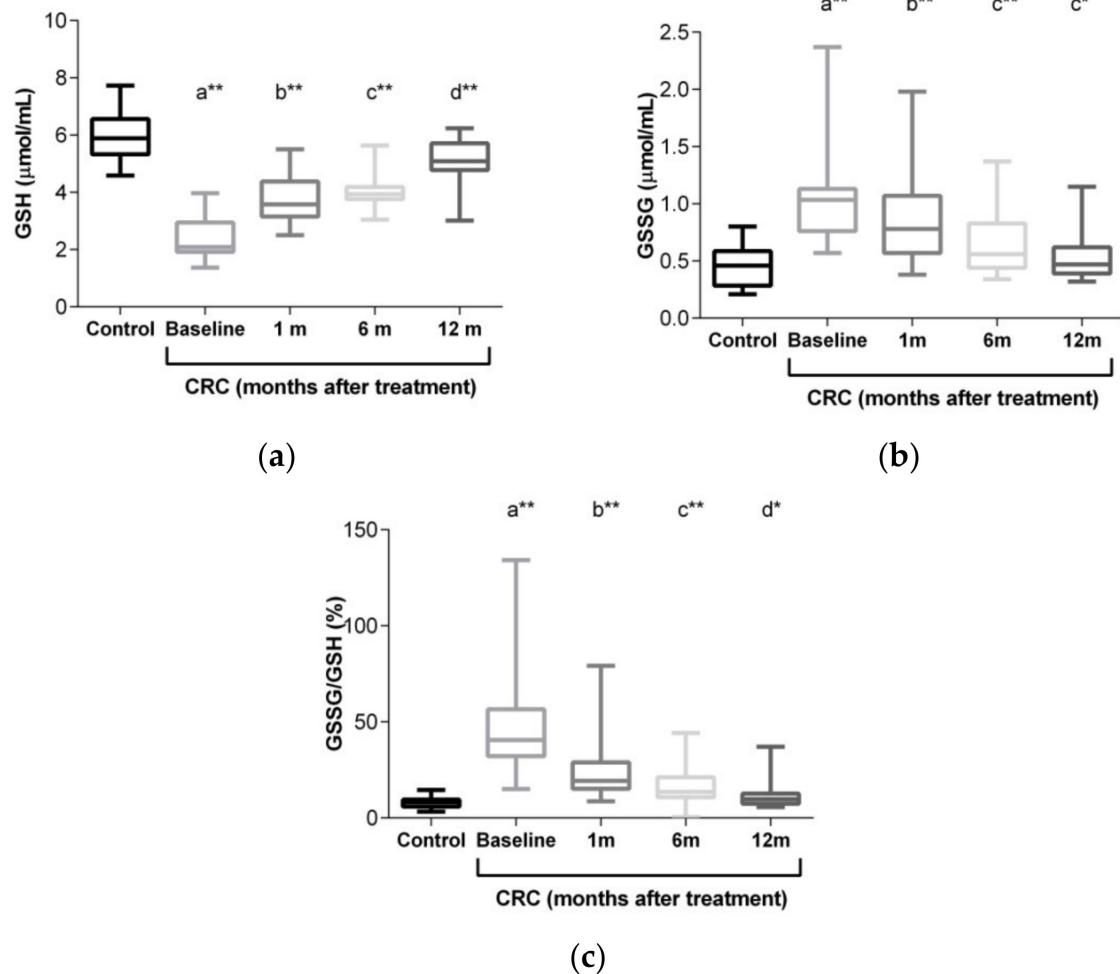 10
8
6
4
2
0
GSH (μmol/mL)
a**
b**
c**
d**
Control
Baseline
1 m
6 m
12 m
CRC (months after treatment)
(a)
a**
b**
c**
c*
2.5
2.0
1.5
1.0
0.5
0.0
GSSG (μmol/mL)
Control
Baseline
1m
6m
12m
CRC (months after treatment)
(b)
a**
b**
c**
d*
150
100
50
0
GSSG/GSH (%)
Control
Baseline
1m
6m
12m
CRC (months after treatment)
(c)